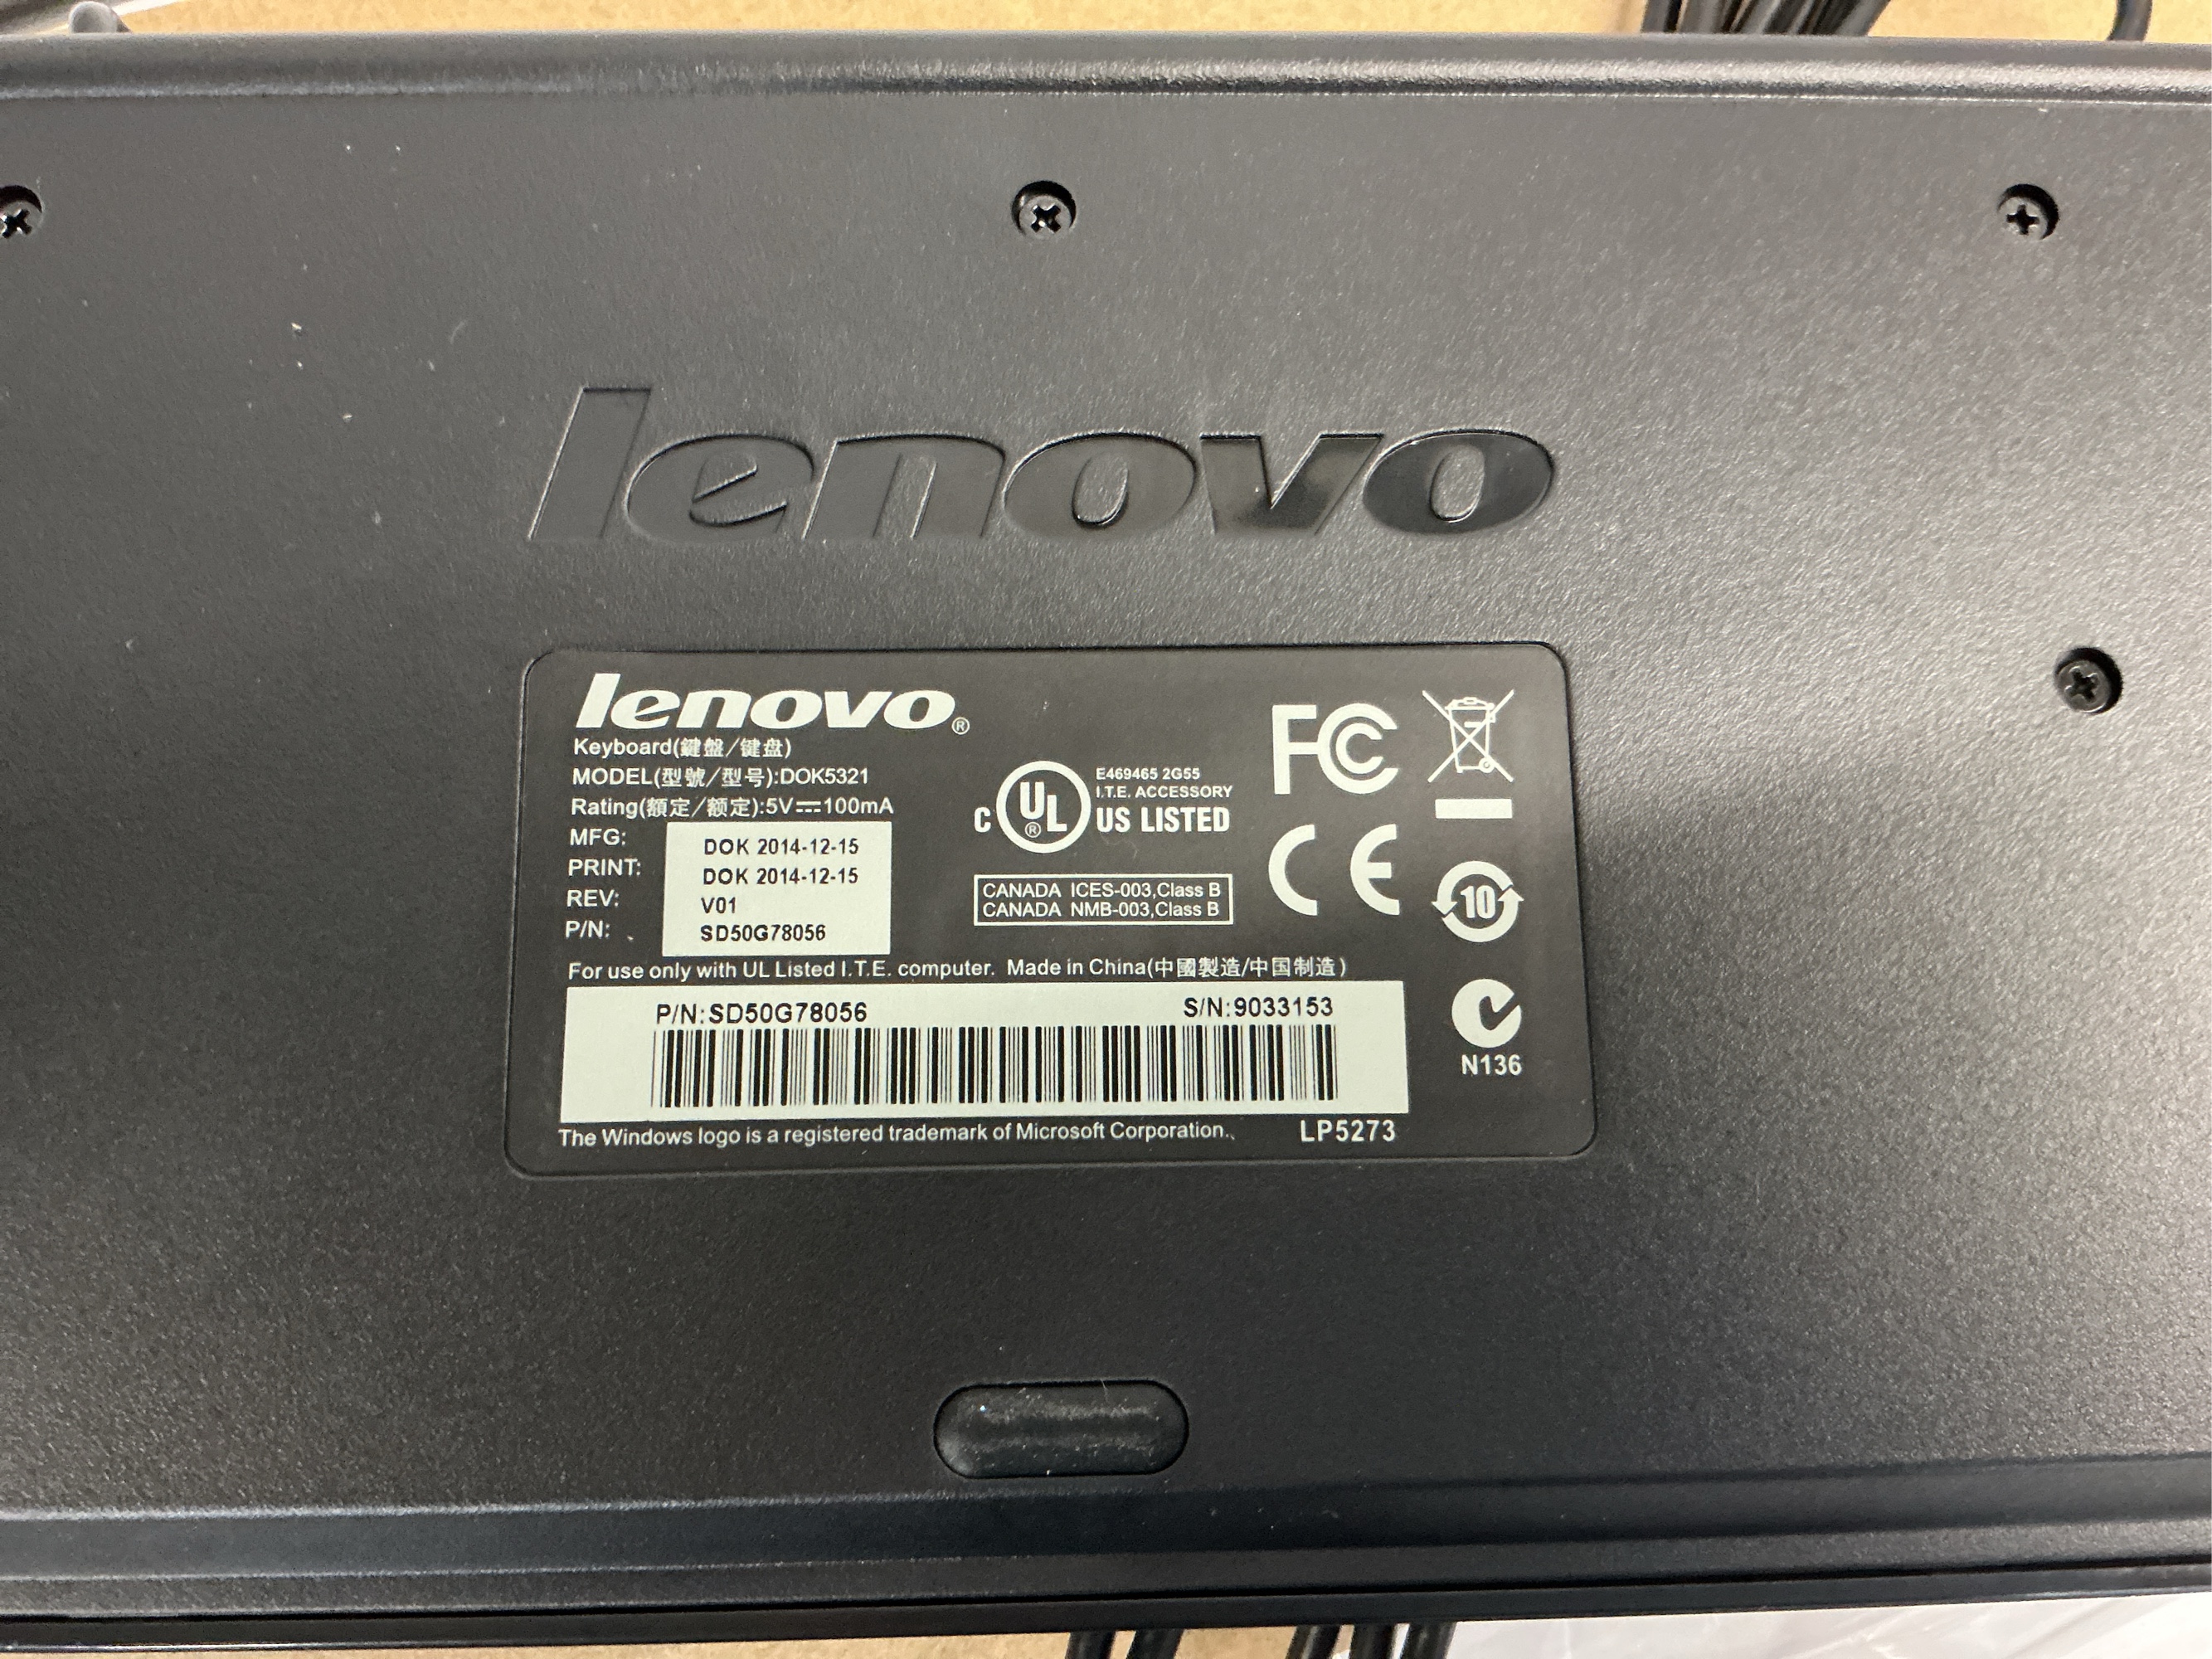 lenovo
lenovo®
Keyboard(鍵盤/键盘)
MODEL(型號/型号):DOK5321
Rating(額定/额定):5V⎓100mA
MFG: DOK 2014-12-15
PRINT: DOK 2014-12-15
REV: V01
P/N: SD50G78056
C UL® US LISTED
E469465 2G55
I.T.E. ACCESSORY
CANADA ICES-003,Class B
CANADA NMB-003,Class B
FC
CE
10
For use only with UL Listed I.T.E. computer. Made in China(中國製造/中国制造)
P/N:SD50G78056 S/N:9033153
N136
The Windows logo is a registered trademark of Microsoft Corporation.
LP5273